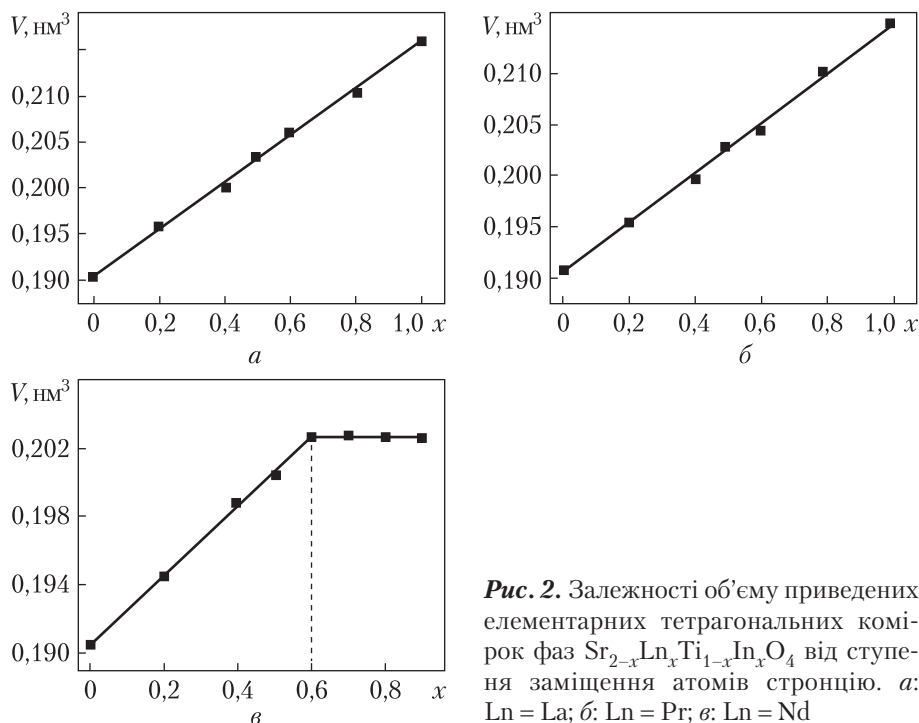 V, нм³
0,210
0,205
0,200
0,195
0,190
0 0,2 0,4 0,6 0,8 1,0 x
а
V, нм³
0,210
0,205
0,200
0,195
0,190
0 0,2 0,4 0,6 0,8 1,0 x
б
V, нм³
0,202
0,198
0,194
0,190
0 0,2 0,4 0,6 0,8 x
в
Рис. 2. Залежності об’єму приведених
елементарних тетрагональних комі-
рок фаз Sr₂₋ₓLnₓTi₁₋ₓInₓO₄ від ступе-
ня заміщення атомів стронцію. а:
Ln = La; б: Ln = Pr; в: Ln = Nd